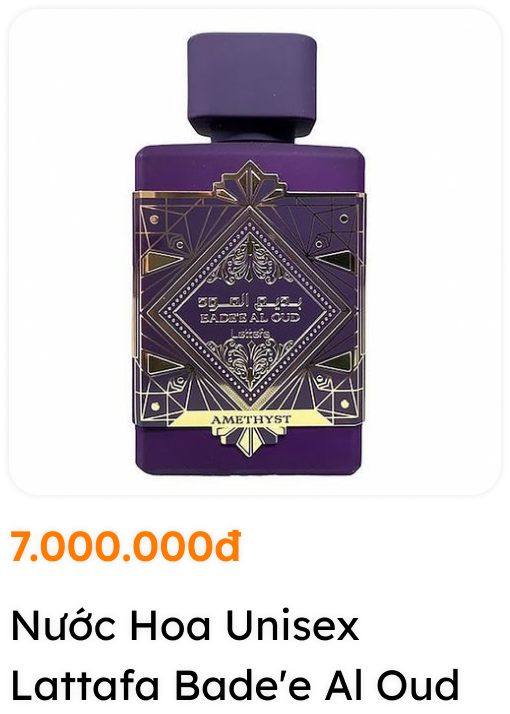 بديع العود
BADE'E AL OUD
Lattafa
AMETHYST
7.000.000đ
Nước Hoa Unisex
Lattafa Bade'e Al Oud